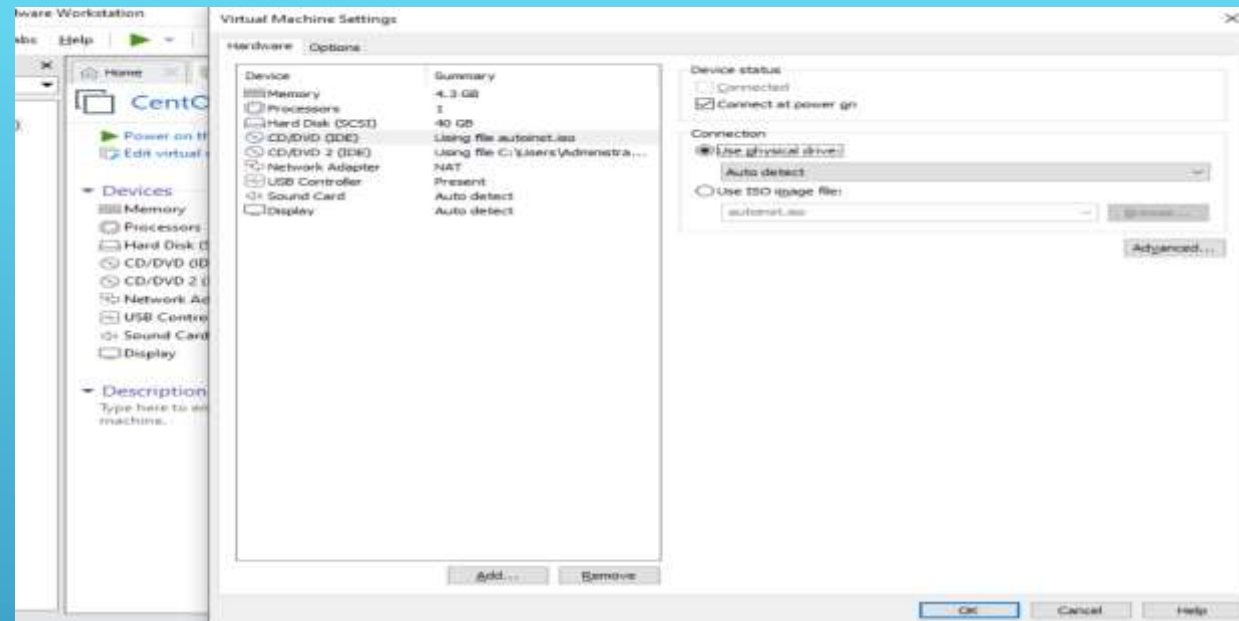 ware Workstation
Virtual Machine Settings
abs Help
Hardware Options
Home
CentO
Power on th
Edit virtual
Devices
Memory
Processors
Hard Disk (S
CD/DVD (ID
CD/DVD 2 (I
Network Ad
USB Contro
Sound Card
Display
Description
Type here to en
machine.
Device Summary
Memory 4.3 GB
Processors 1
Hard Disk (SCSI) 40 GB
CD/DVD (IDE) Using file autoinst.iso
CD/DVD 2 (IDE) Using file C:\Users\Administra...
Network Adapter NAT
USB Controller Present
Sound Card Auto detect
Display Auto detect
Add... Remove
Device status
Connected
Connect at power on
Connection
Use physical drive:
Auto detect
Use ISO image file:
autoinst.iso Browse...
Advanced...
OK Cancel Help